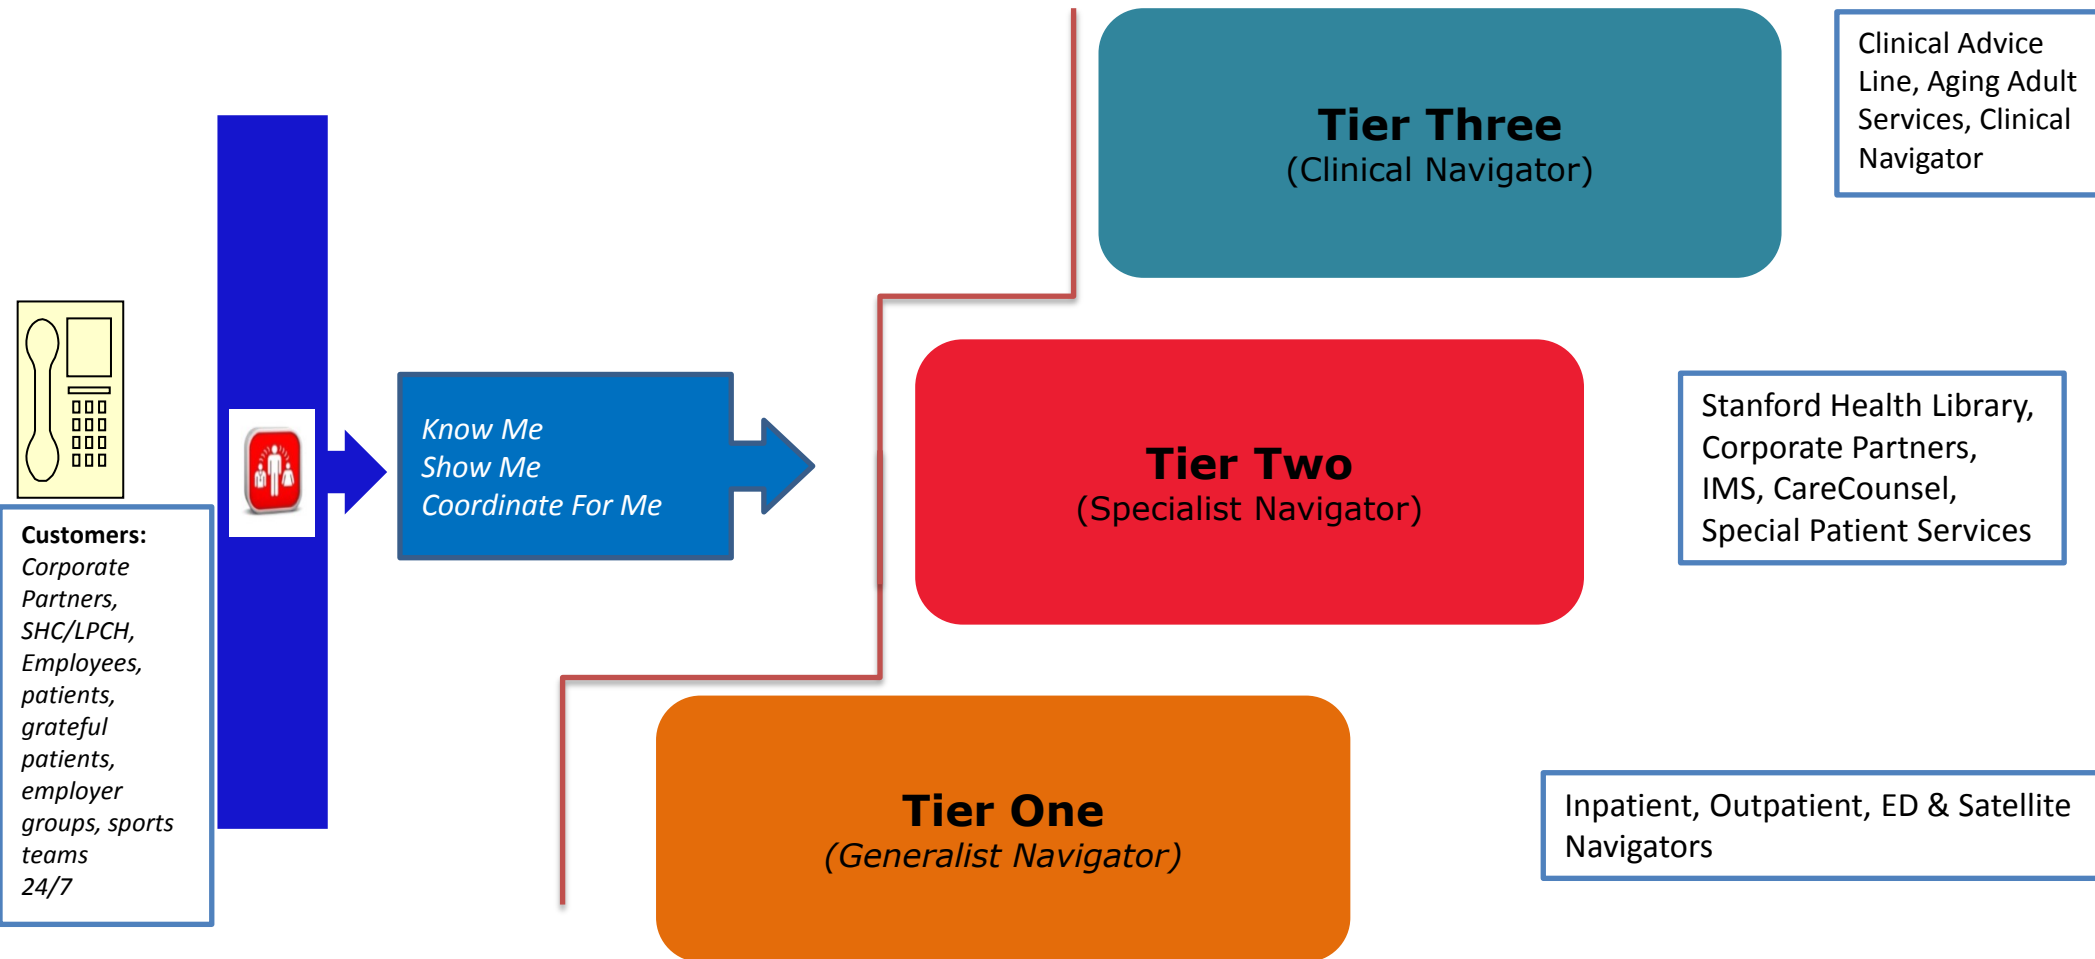 Customers:
Corporate
Partners,
SHC/LPCH,
Employees,
patients,
grateful
patients,
employer
groups, sports
teams
24/7
Know Me
Show Me
Coordinate For Me
Tier Three
(Clinical Navigator)
Clinical Advice
Line, Aging Adult
Services, Clinical
Navigator
Tier Two
(Specialist Navigator)
Stanford Health Library,
Corporate Partners,
IMS, CareCounsel,
Special Patient Services
Tier One
(Generalist Navigator)
Inpatient, Outpatient, ED & Satellite
Navigators